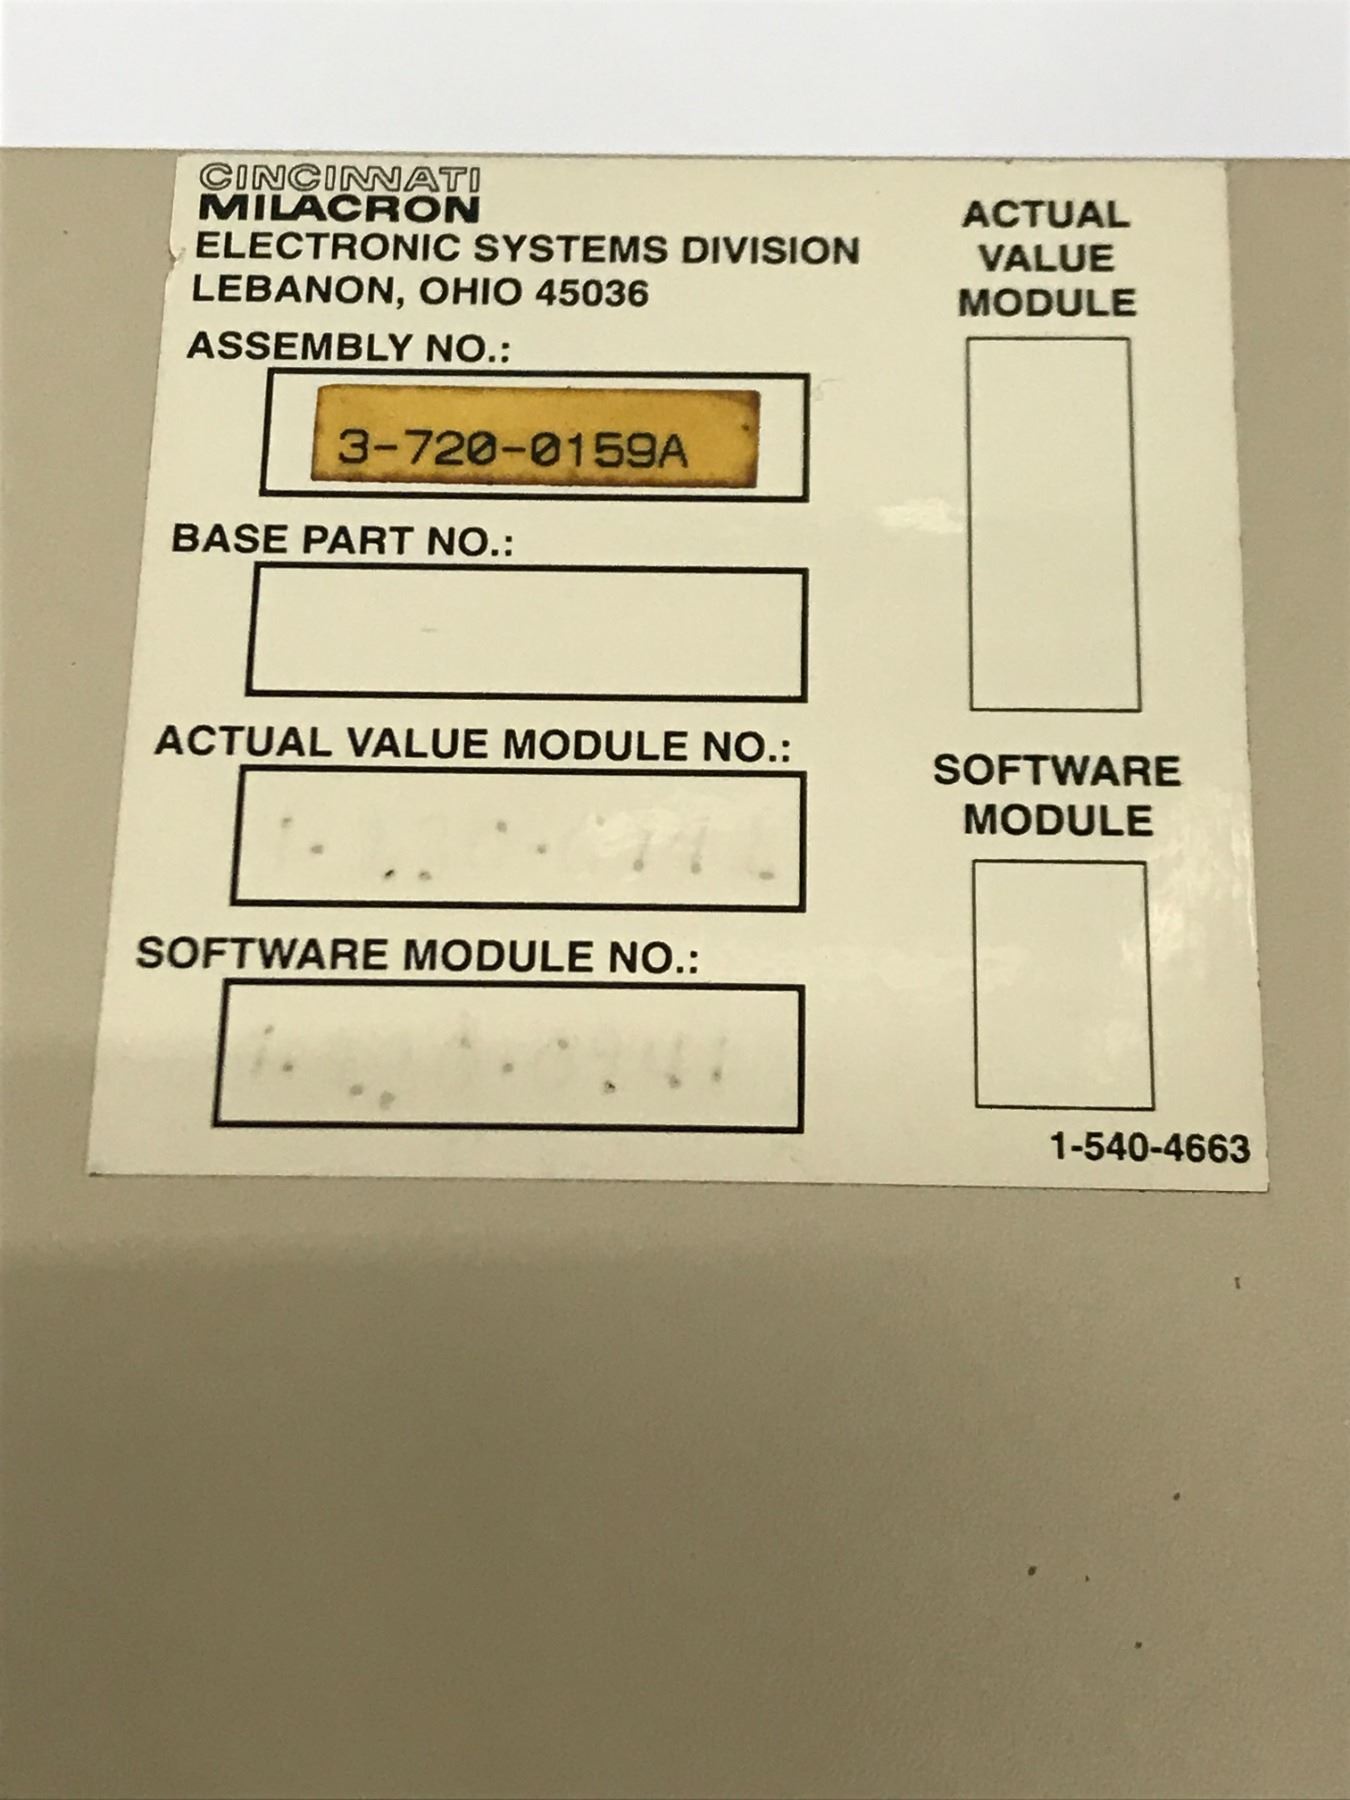 CINCINNATI
MILACRON
ELECTRONIC SYSTEMS DIVISION
LEBANON, OHIO 45036
ASSEMBLY NO.:
3-720-0159A
BASE PART NO.:
ACTUAL VALUE MODULE NO.:
SOFTWARE MODULE NO.:
ACTUAL
VALUE
MODULE
SOFTWARE
MODULE
1-540-4663